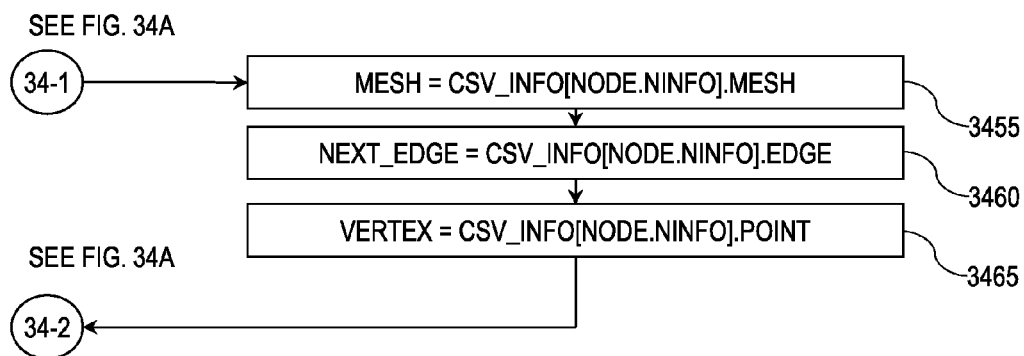 SEE FIG. 34A
34-1
MESH = CSV_INFO[NODE.NINFO].MESH
3455
NEXT_EDGE = CSV_INFO[NODE.NINFO].EDGE
3460
VERTEX = CSV_INFO[NODE.NINFO].POINT
3465
SEE FIG. 34A
34-2